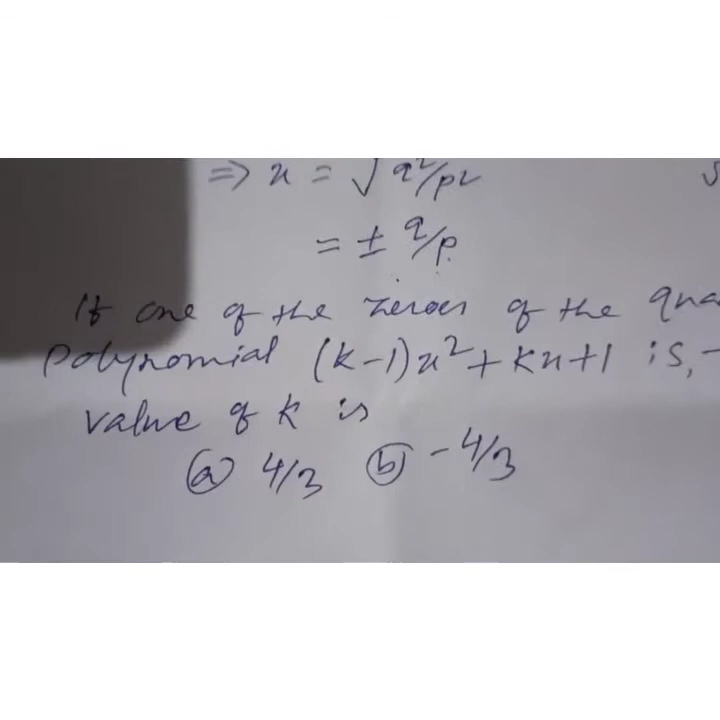 ⇒ x = √q²/p²
= ± q/p.
If one of the zeroes of the qua
Polynomial (k-1)x²+kx+1 is, -
value of k is
(a) 4/3 (b) -4/3